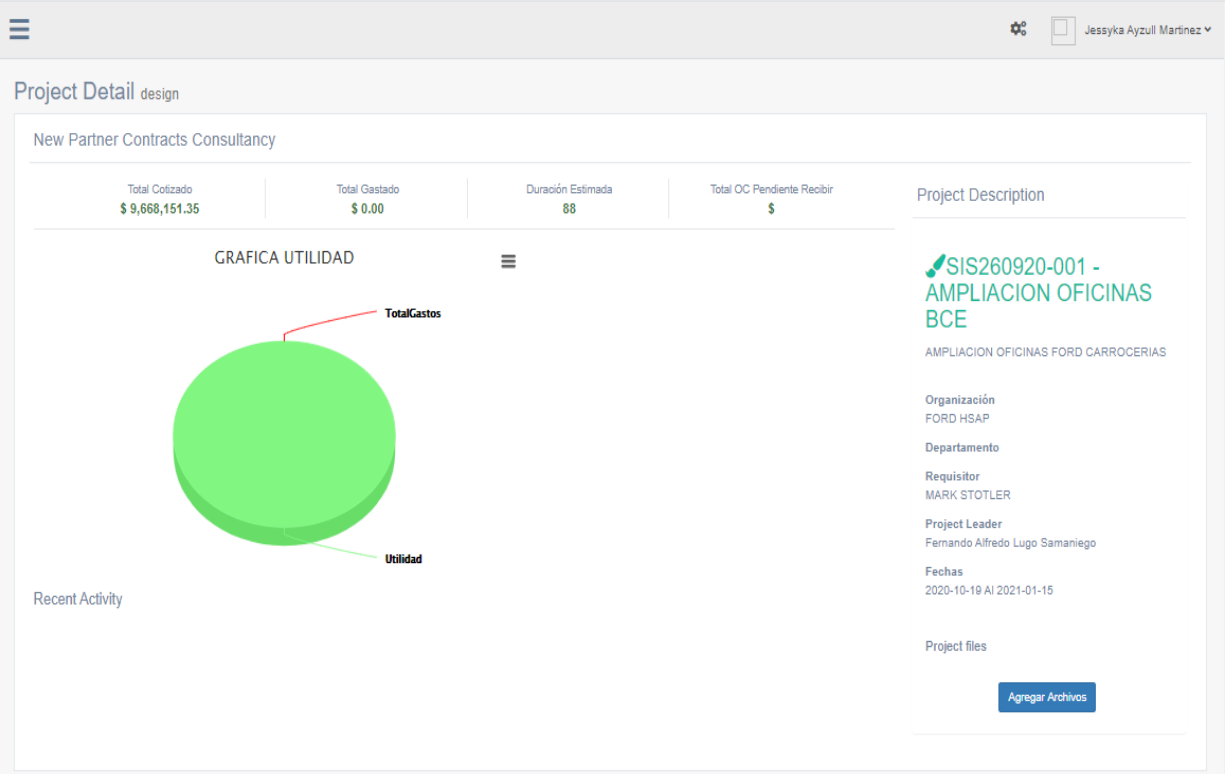 Jessyka Ayzull Martinez
Project Detail design
New Partner Contracts Consultancy
Total Cotizado
$ 9,668,151.35
Total Gastado
$ 0.00
Duración Estimada
88
Total OC Pendiente Recibir
$
GRAFICA UTILIDAD
TotalGastos
Utilidad
Recent Activity
Project Description
SIS260920-001 -
AMPLIACION OFICINAS
BCE
AMPLIACION OFICINAS FORD CARROCERIAS
Organización
FORD HSAP
Departamento
Requisitor
MARK STOTLER
Project Leader
Fernando Alfredo Lugo Samaniego
Fechas
2020-10-19 Al 2021-01-15
Project files
Agregar Archivos